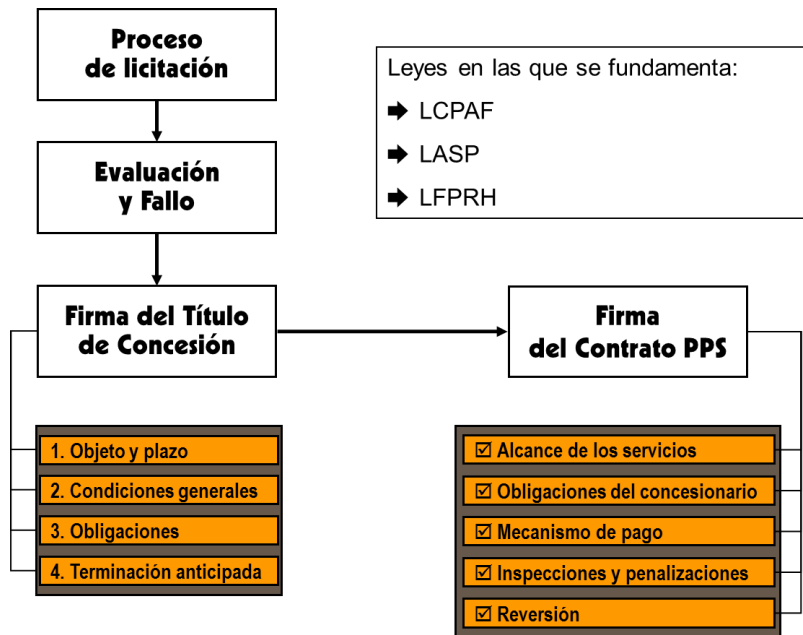 Proceso
de licitación
Leyes en las que se fundamenta:
➡ LCPAF
➡ LASP
➡ LFPRH
Evaluación
y Fallo
Firma del Título
de Concesión
Firma
del Contrato PPS
1. Objeto y plazo
2. Condiciones generales
3. Obligaciones
4. Terminación anticipada
☑ Alcance de los servicios
☑ Obligaciones del concesionario
☑ Mecanismo de pago
☑ Inspecciones y penalizaciones
☑ Reversión